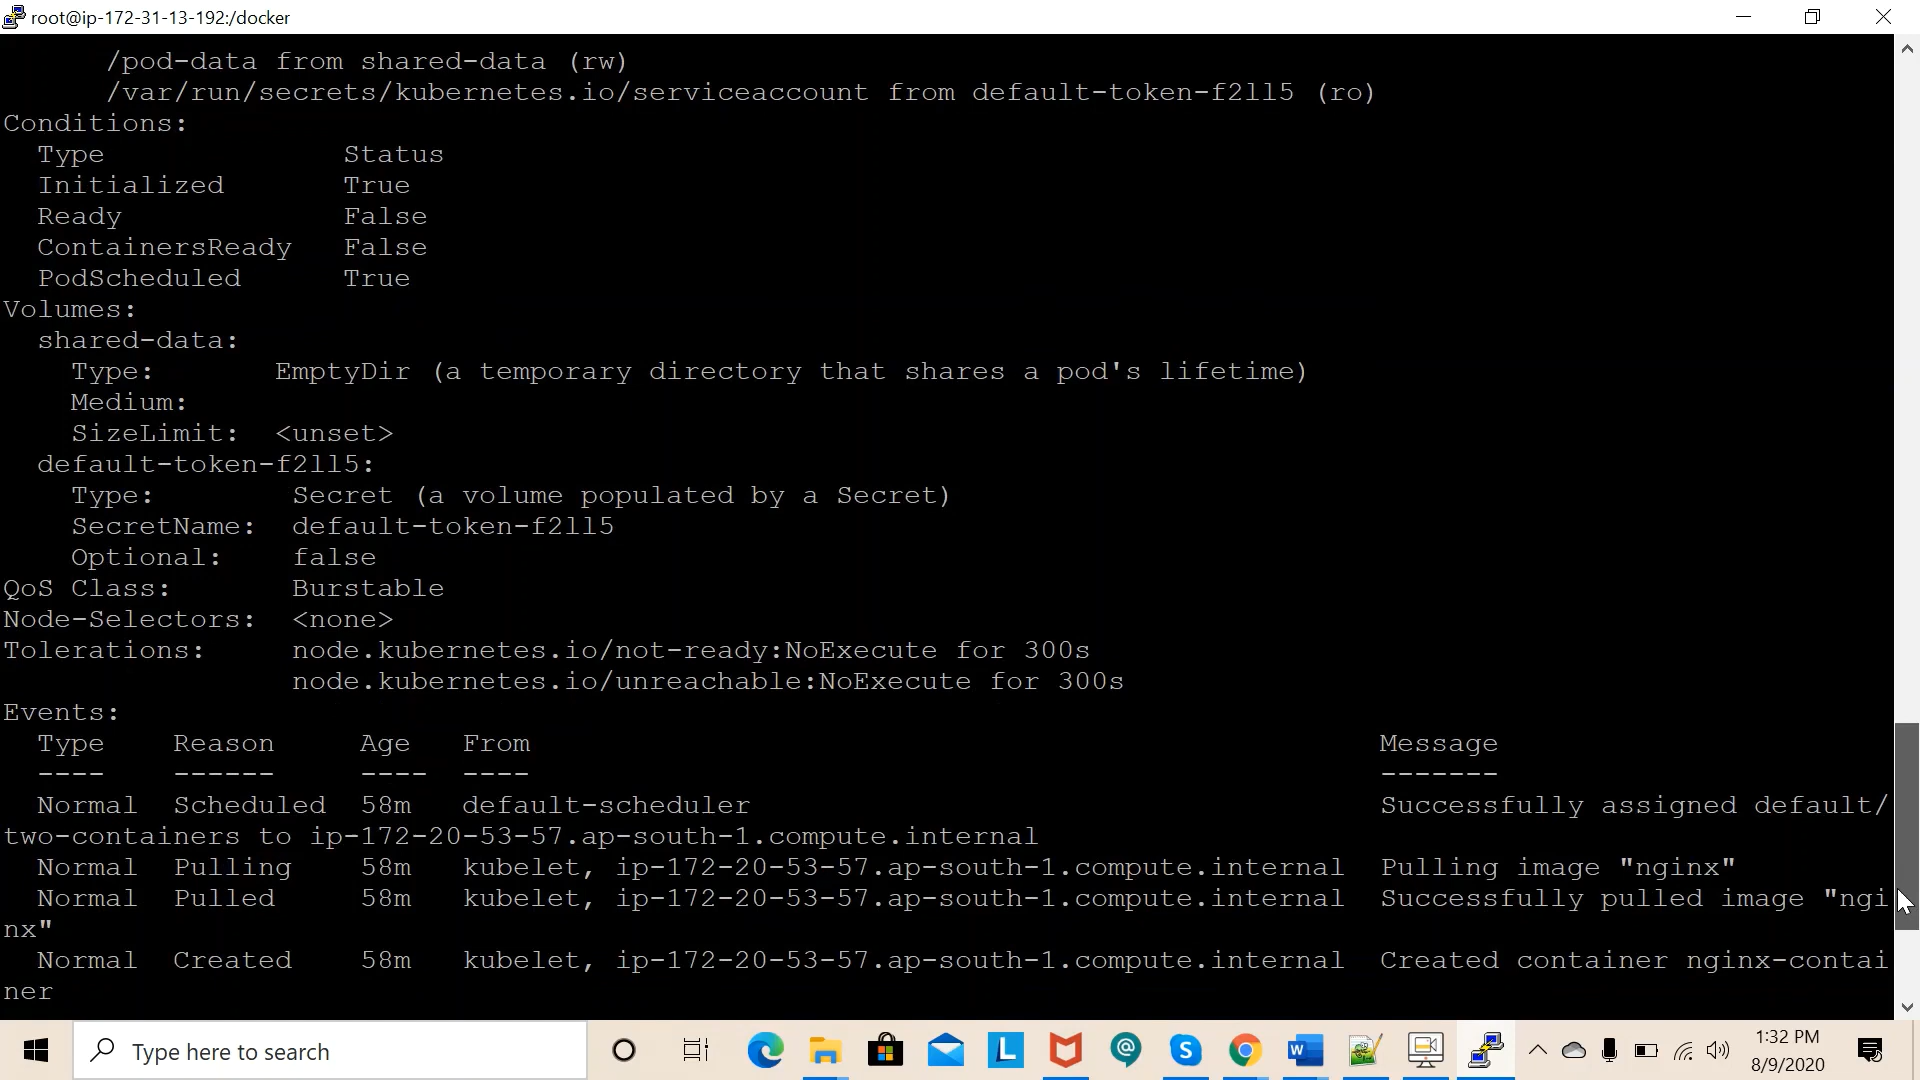 root@ip-172-31-13-192:/docker
/pod-data from shared-data (rw)
/var/run/secrets/kubernetes.io/serviceaccount from default-token-f2ll5 (ro)
Conditions:
Type Status
Initialized True
Ready False
ContainersReady False
PodScheduled True
Volumes:
shared-data:
Type: EmptyDir (a temporary directory that shares a pod's lifetime)
Medium:
SizeLimit: <unset>
default-token-f2ll5:
Type: Secret (a volume populated by a Secret)
SecretName: default-token-f2ll5
Optional: false
QoS Class: Burstable
Node-Selectors: <none>
Tolerations: node.kubernetes.io/not-ready:NoExecute for 300s
node.kubernetes.io/unreachable:NoExecute for 300s
Events:
Type Reason Age From Message
---- ------ ---- ---- -------
Normal Scheduled 58m default-scheduler Successfully assigned default/
two-containers to ip-172-20-53-57.ap-south-1.compute.internal
Normal Pulling 58m kubelet, ip-172-20-53-57.ap-south-1.compute.internal Pulling image "nginx"
Normal Pulled 58m kubelet, ip-172-20-53-57.ap-south-1.compute.internal Successfully pulled image "ngi
nx"
Normal Created 58m kubelet, ip-172-20-53-57.ap-south-1.compute.internal Created container nginx-contai
ner
Type here to search
L
W
1:32 PM
8/9/2020